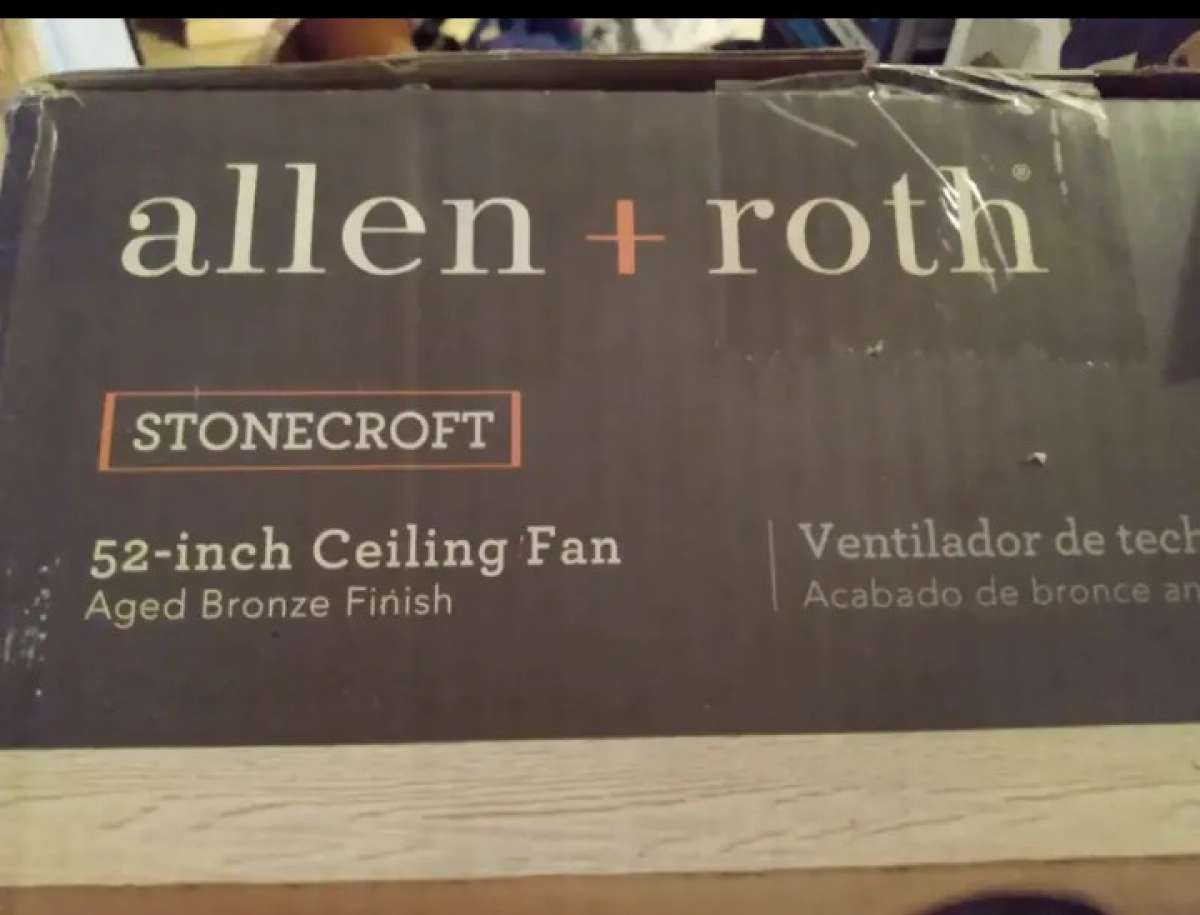 allen + roth®
STONECROFT
52-inch Ceiling Fan
Aged Bronze Finish
Ventilador de
Acabado de bronce